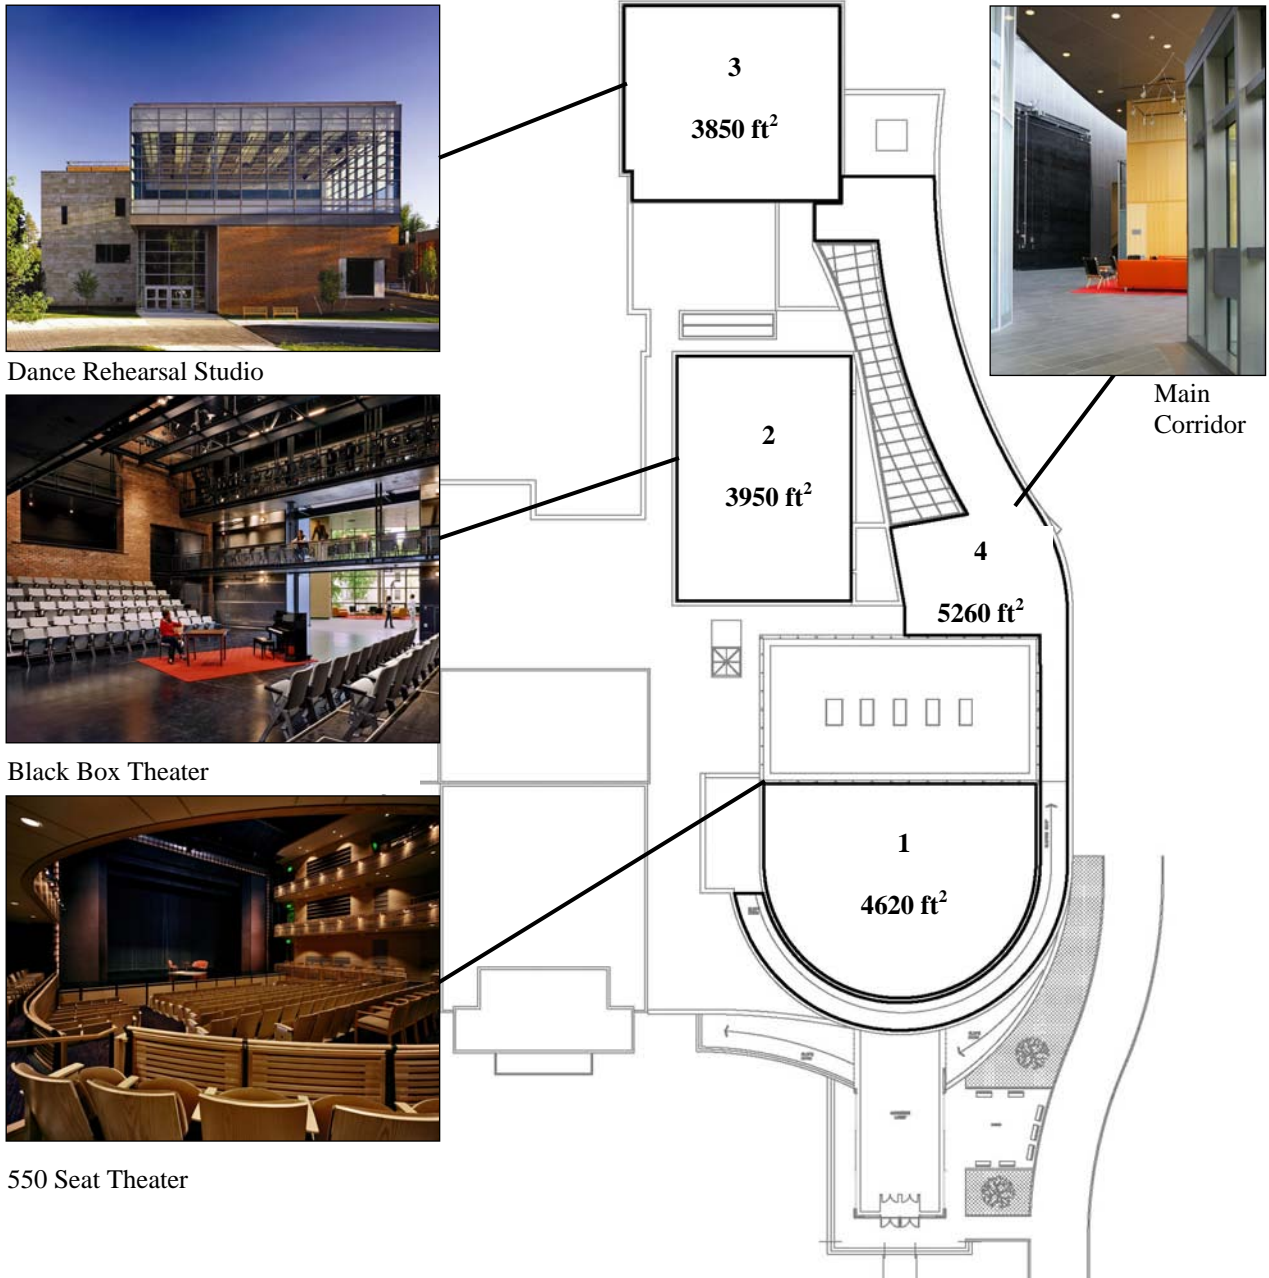 3
3850 ft²
Dance Rehearsal Studio
Main
Corridor
2
3950 ft²
4
5260 ft²
Black Box Theater
1
4620 ft²
550 Seat Theater